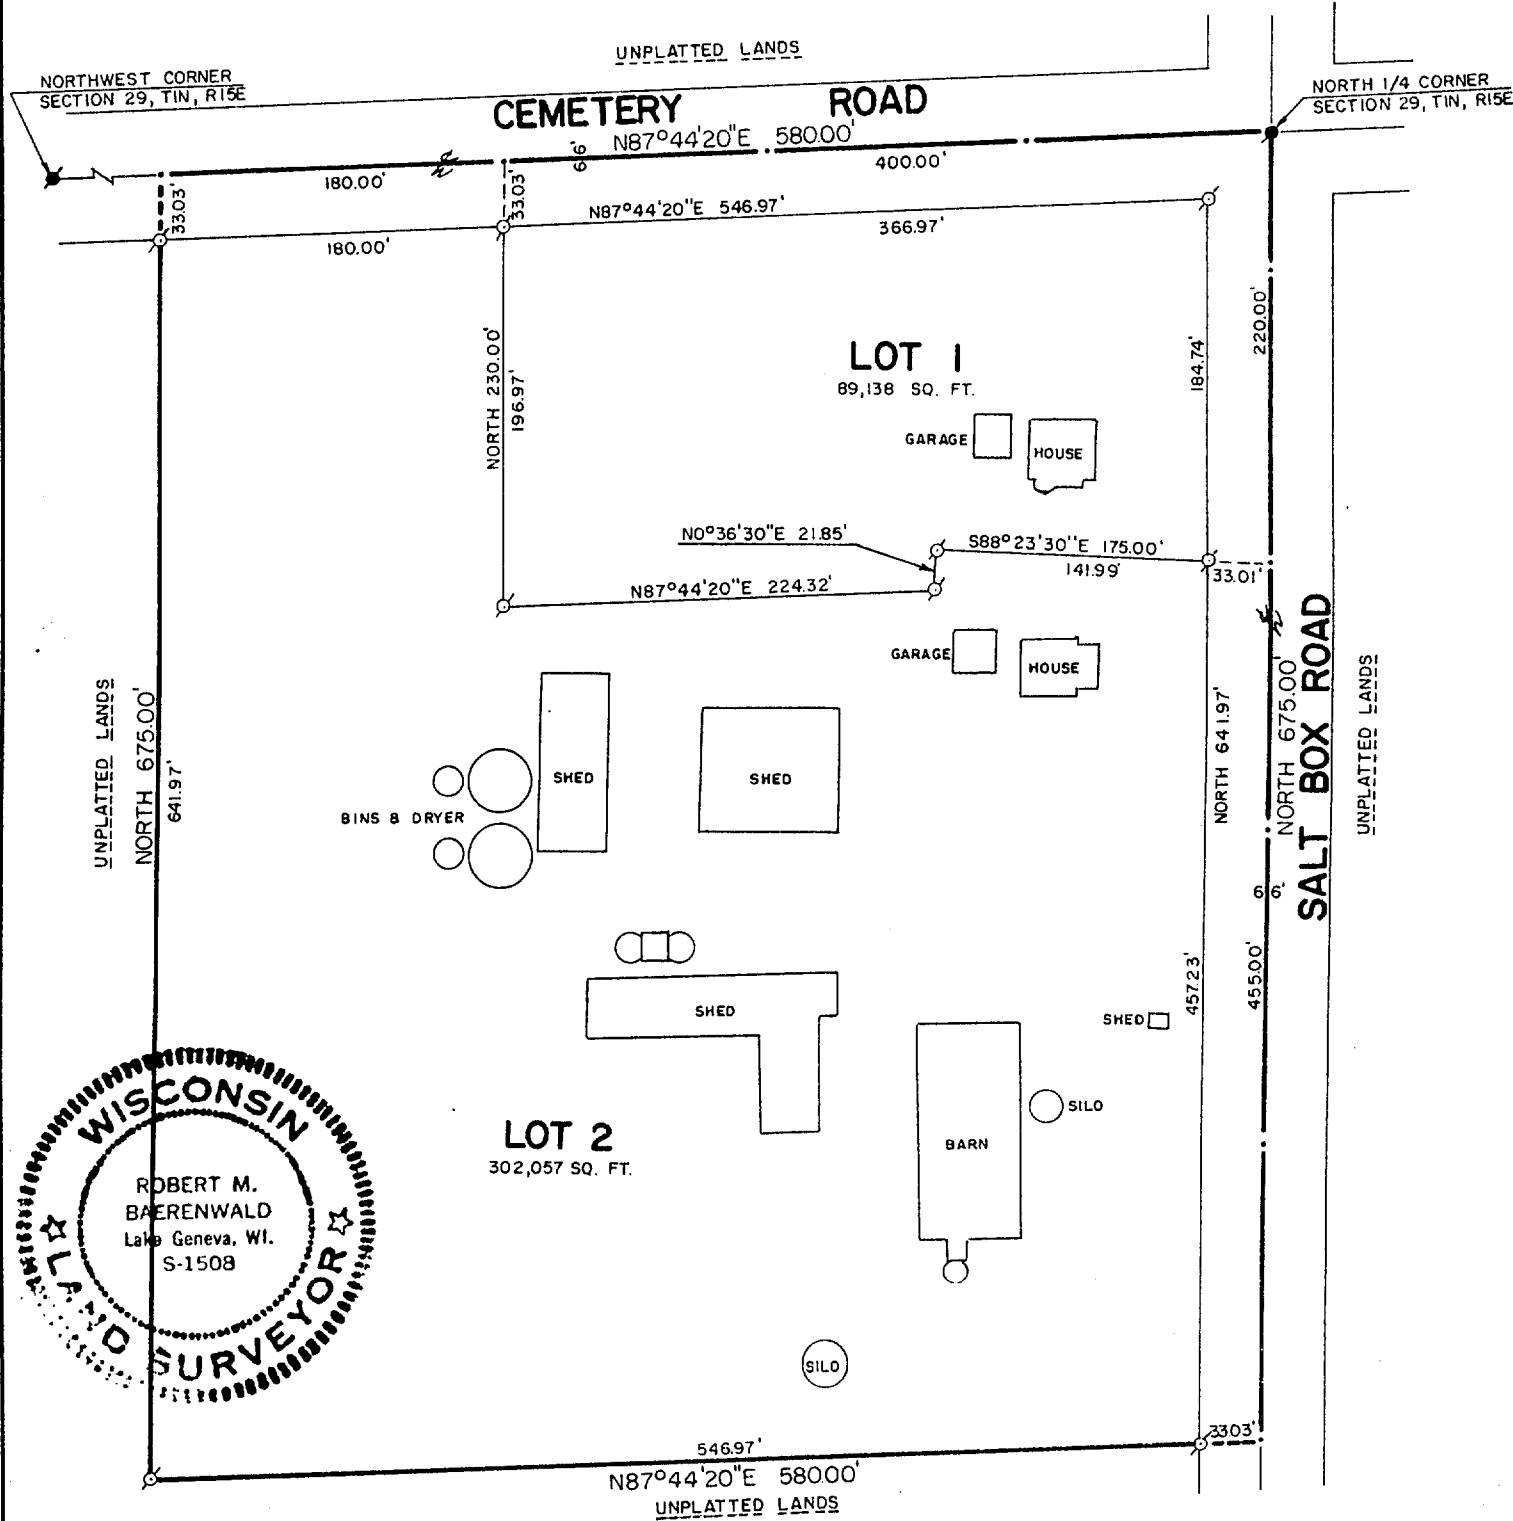 UNPLATTED LANDS
NORTHWEST CORNER
SECTION 29, T1N, R15E
NORTH 1/4 CORNER
SECTION 29, T1N, R15E
CEMETERY ROAD
N87°44'20"E 580.00'
66'
180.00'
400.00'
33.03'
33.03'
N87°44'20"E 546.97'
180.00'
366.97'
220.00'
LOT 1
89,138 SQ. FT.
184.74'
NORTH 230.00'
196.97'
GARAGE
HOUSE
N0°36'30"E 21.85'
S88°23'30"E 175.00'
141.99'
33.01'
N87°44'20"E 224.32'
GARAGE
HOUSE
UNPLATTED LANDS
NORTH 675.00'
641.97'
SHED
SHED
BINS & DRYER
NORTH 641.97'
NORTH 675.00'
SALT BOX ROAD
UNPLATTED LANDS
66'
457.23'
455.00'
SHED
SHED
SILO
BARN
LOT 2
302,057 SQ. FT.
WISCONSIN
ROBERT M.
BAERENWALD
Lake Geneva, WI.
S-1508
LAND SURVEYOR
SILO
33.03'
546.97'
N87°44'20"E 580.00'
UNPLATTED LANDS